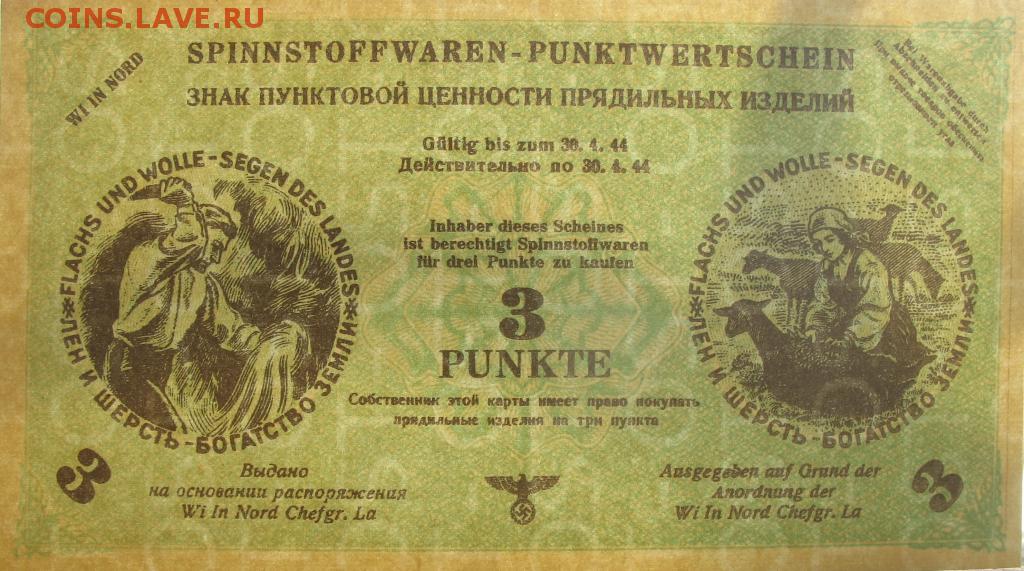 COINS.LAVE.RU
SPINNSTOFFWAREN-PUNKTWERTSCHEIN
ЗНАК ПУНКТОВОЙ ЦЕННОСТИ ПРЯДИЛЬНЫХ ИЗДЕЛИЙ
WI IN NORD
Gültig bis zum 30. 4. 44
Действительно по 30. 4. 44
FLACHS UND WOLLE-SEGEN DES LANDES
ЛЕН И ШЕРСТЬ-БОГАТСТВО ЗЕМЛИ
Inhaber dieses Scheines
ist berechtigt Spinnstoffwaren
für drei Punkte zu kaufen
3
PUNKTE
Собственник этой карты имеет право покупать
прядильные изделия на три пункта
FLACHS UND WOLLE-SEGEN DES LANDES
ЛЕН И ШЕРСТЬ-БОГАТСТВО ЗЕМЛИ
3
Выдано
на основании распоряжения
Wi In Nord Chefgr. La
Ausgegeben auf Grund der
Anordnung der
Wi In Nord Chefgr. La
3